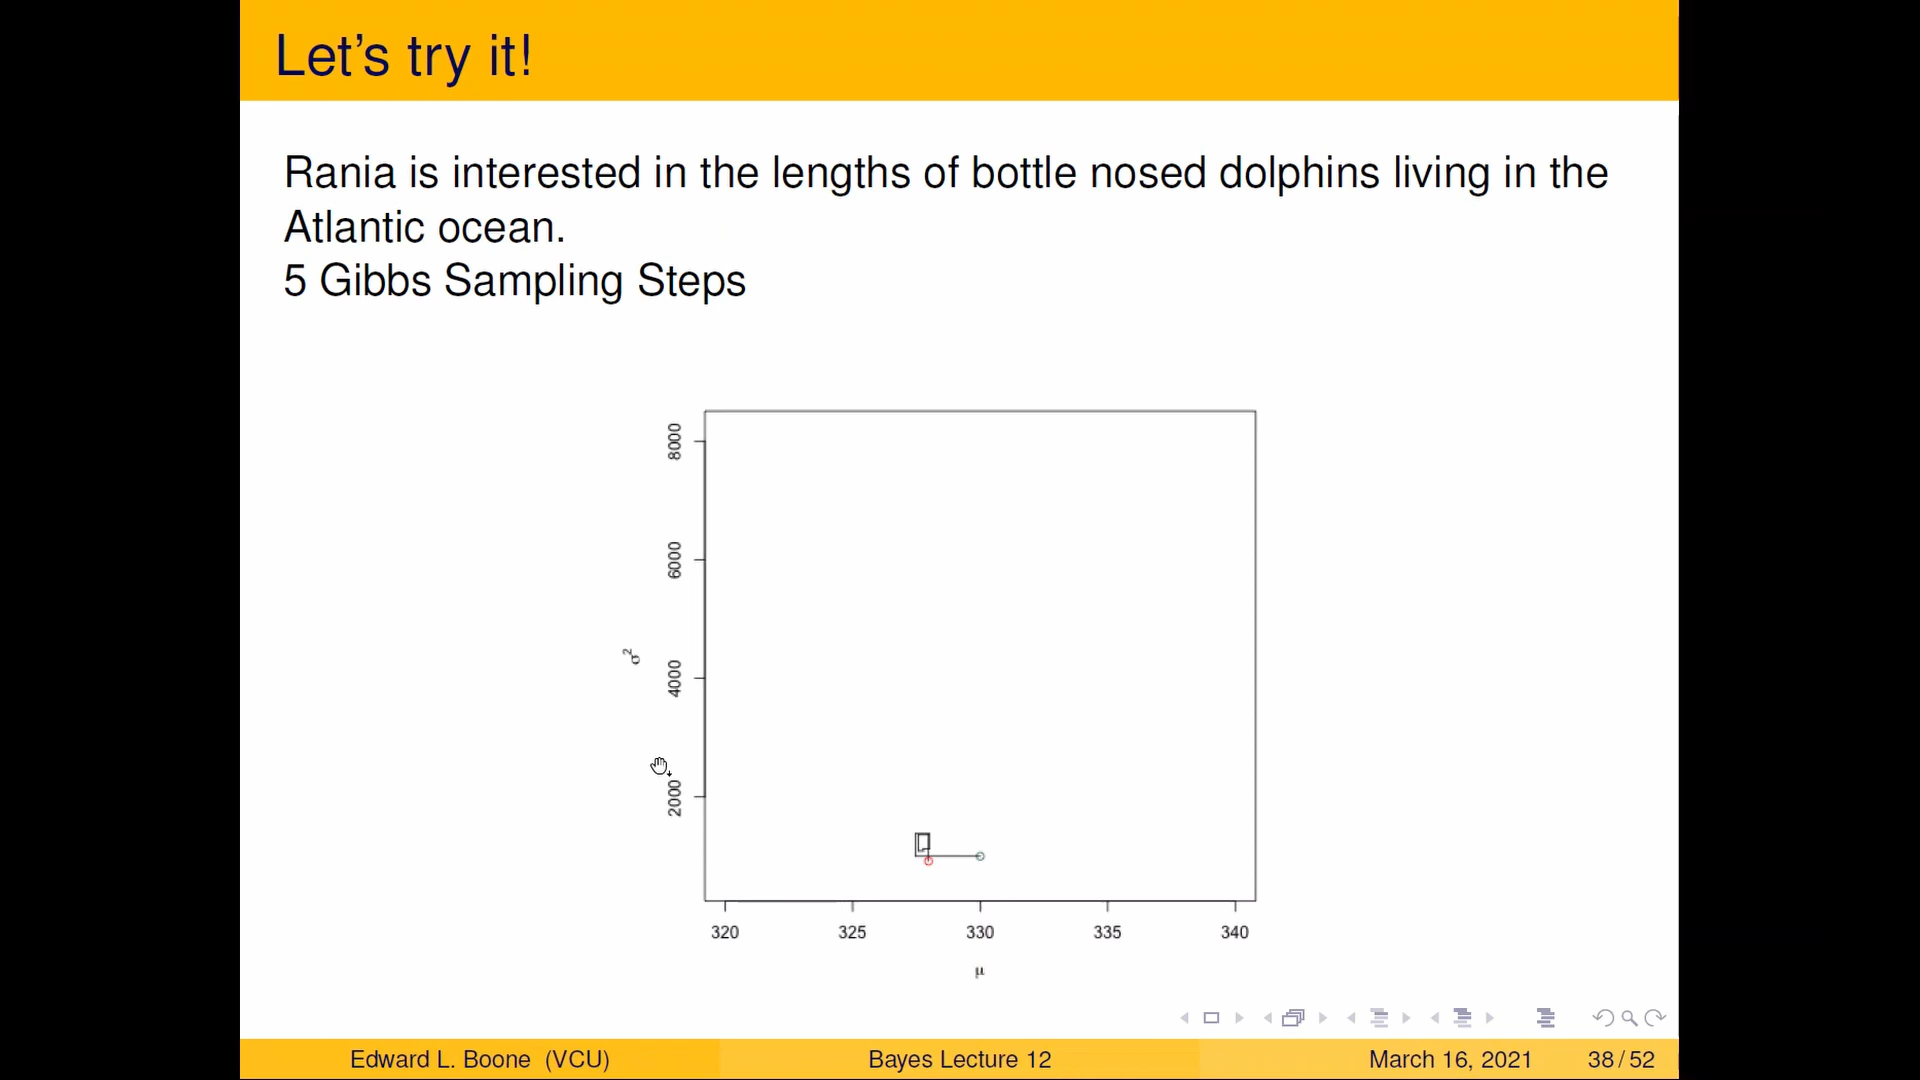 Let's try it!
Rania is interested in the lengths of bottle nosed dolphins living in the
Atlantic ocean.
5 Gibbs Sampling Steps
8000
6000
4000
2000
σ²
320 325 330 335 340
μ
Edward L. Boone (VCU) Bayes Lecture 12 March 16, 2021 38 / 52